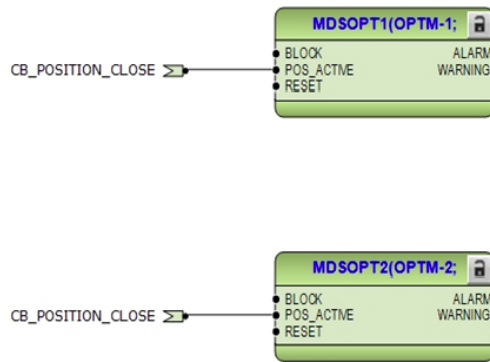 MDSOPT1(OPTM-1;
BLOCK ALARM
CB_POSITION_CLOSE POS_ACTIVE WARNING
RESET
MDSOPT2(OPTM-2;
BLOCK ALARM
CB_POSITION_CLOSE POS_ACTIVE WARNING
RESET